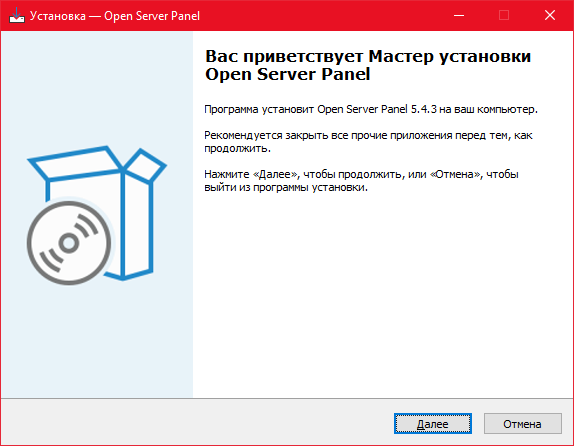 Установка — Open Server Panel
Вас приветствует Мастер установки
Open Server Panel
Программа установит Open Server Panel 5.4.3 на ваш компьютер.
Рекомендуется закрыть все прочие приложения перед тем, как
продолжить.
Нажмите «Далее», чтобы продолжить, или «Отмена», чтобы
выйти из программы установки.
Далее
Отмена